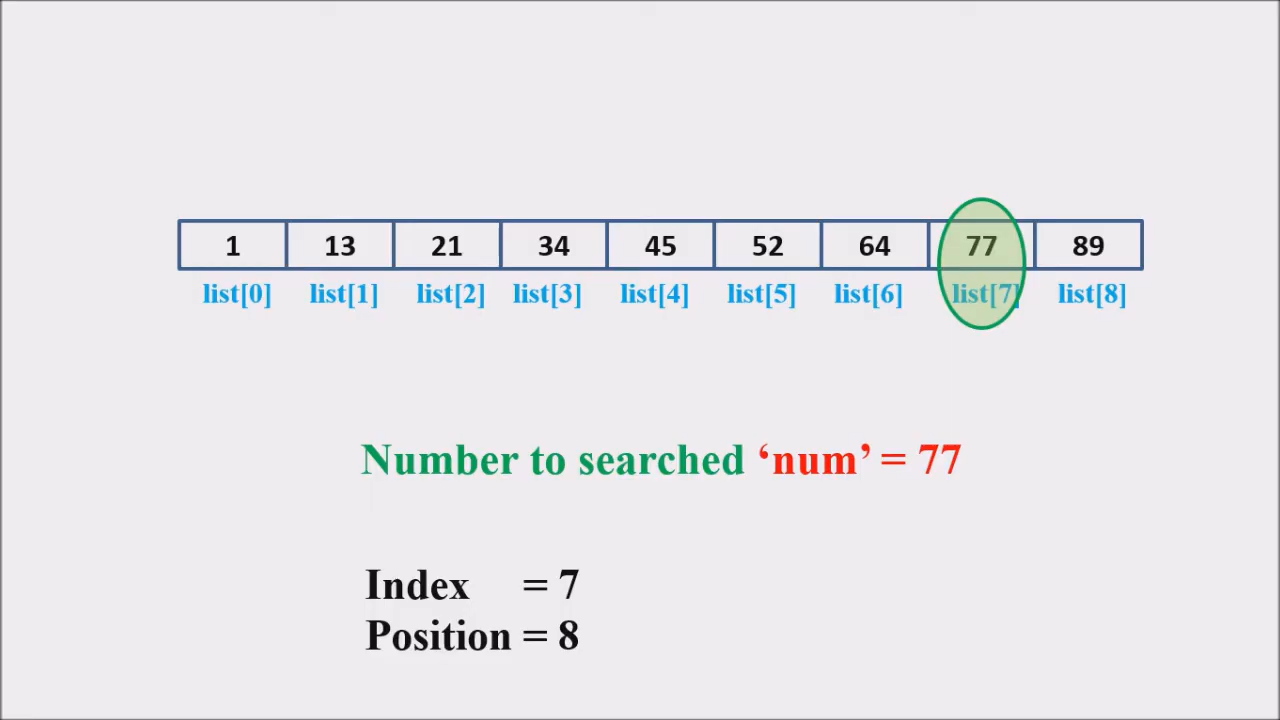 1 13 21 34 45 52 64 77 89
list[0] list[1] list[2] list[3] list[4] list[5] list[6] list[7] list[8]
Number to searched ‘num’ = 77
Index = 7
Position = 8